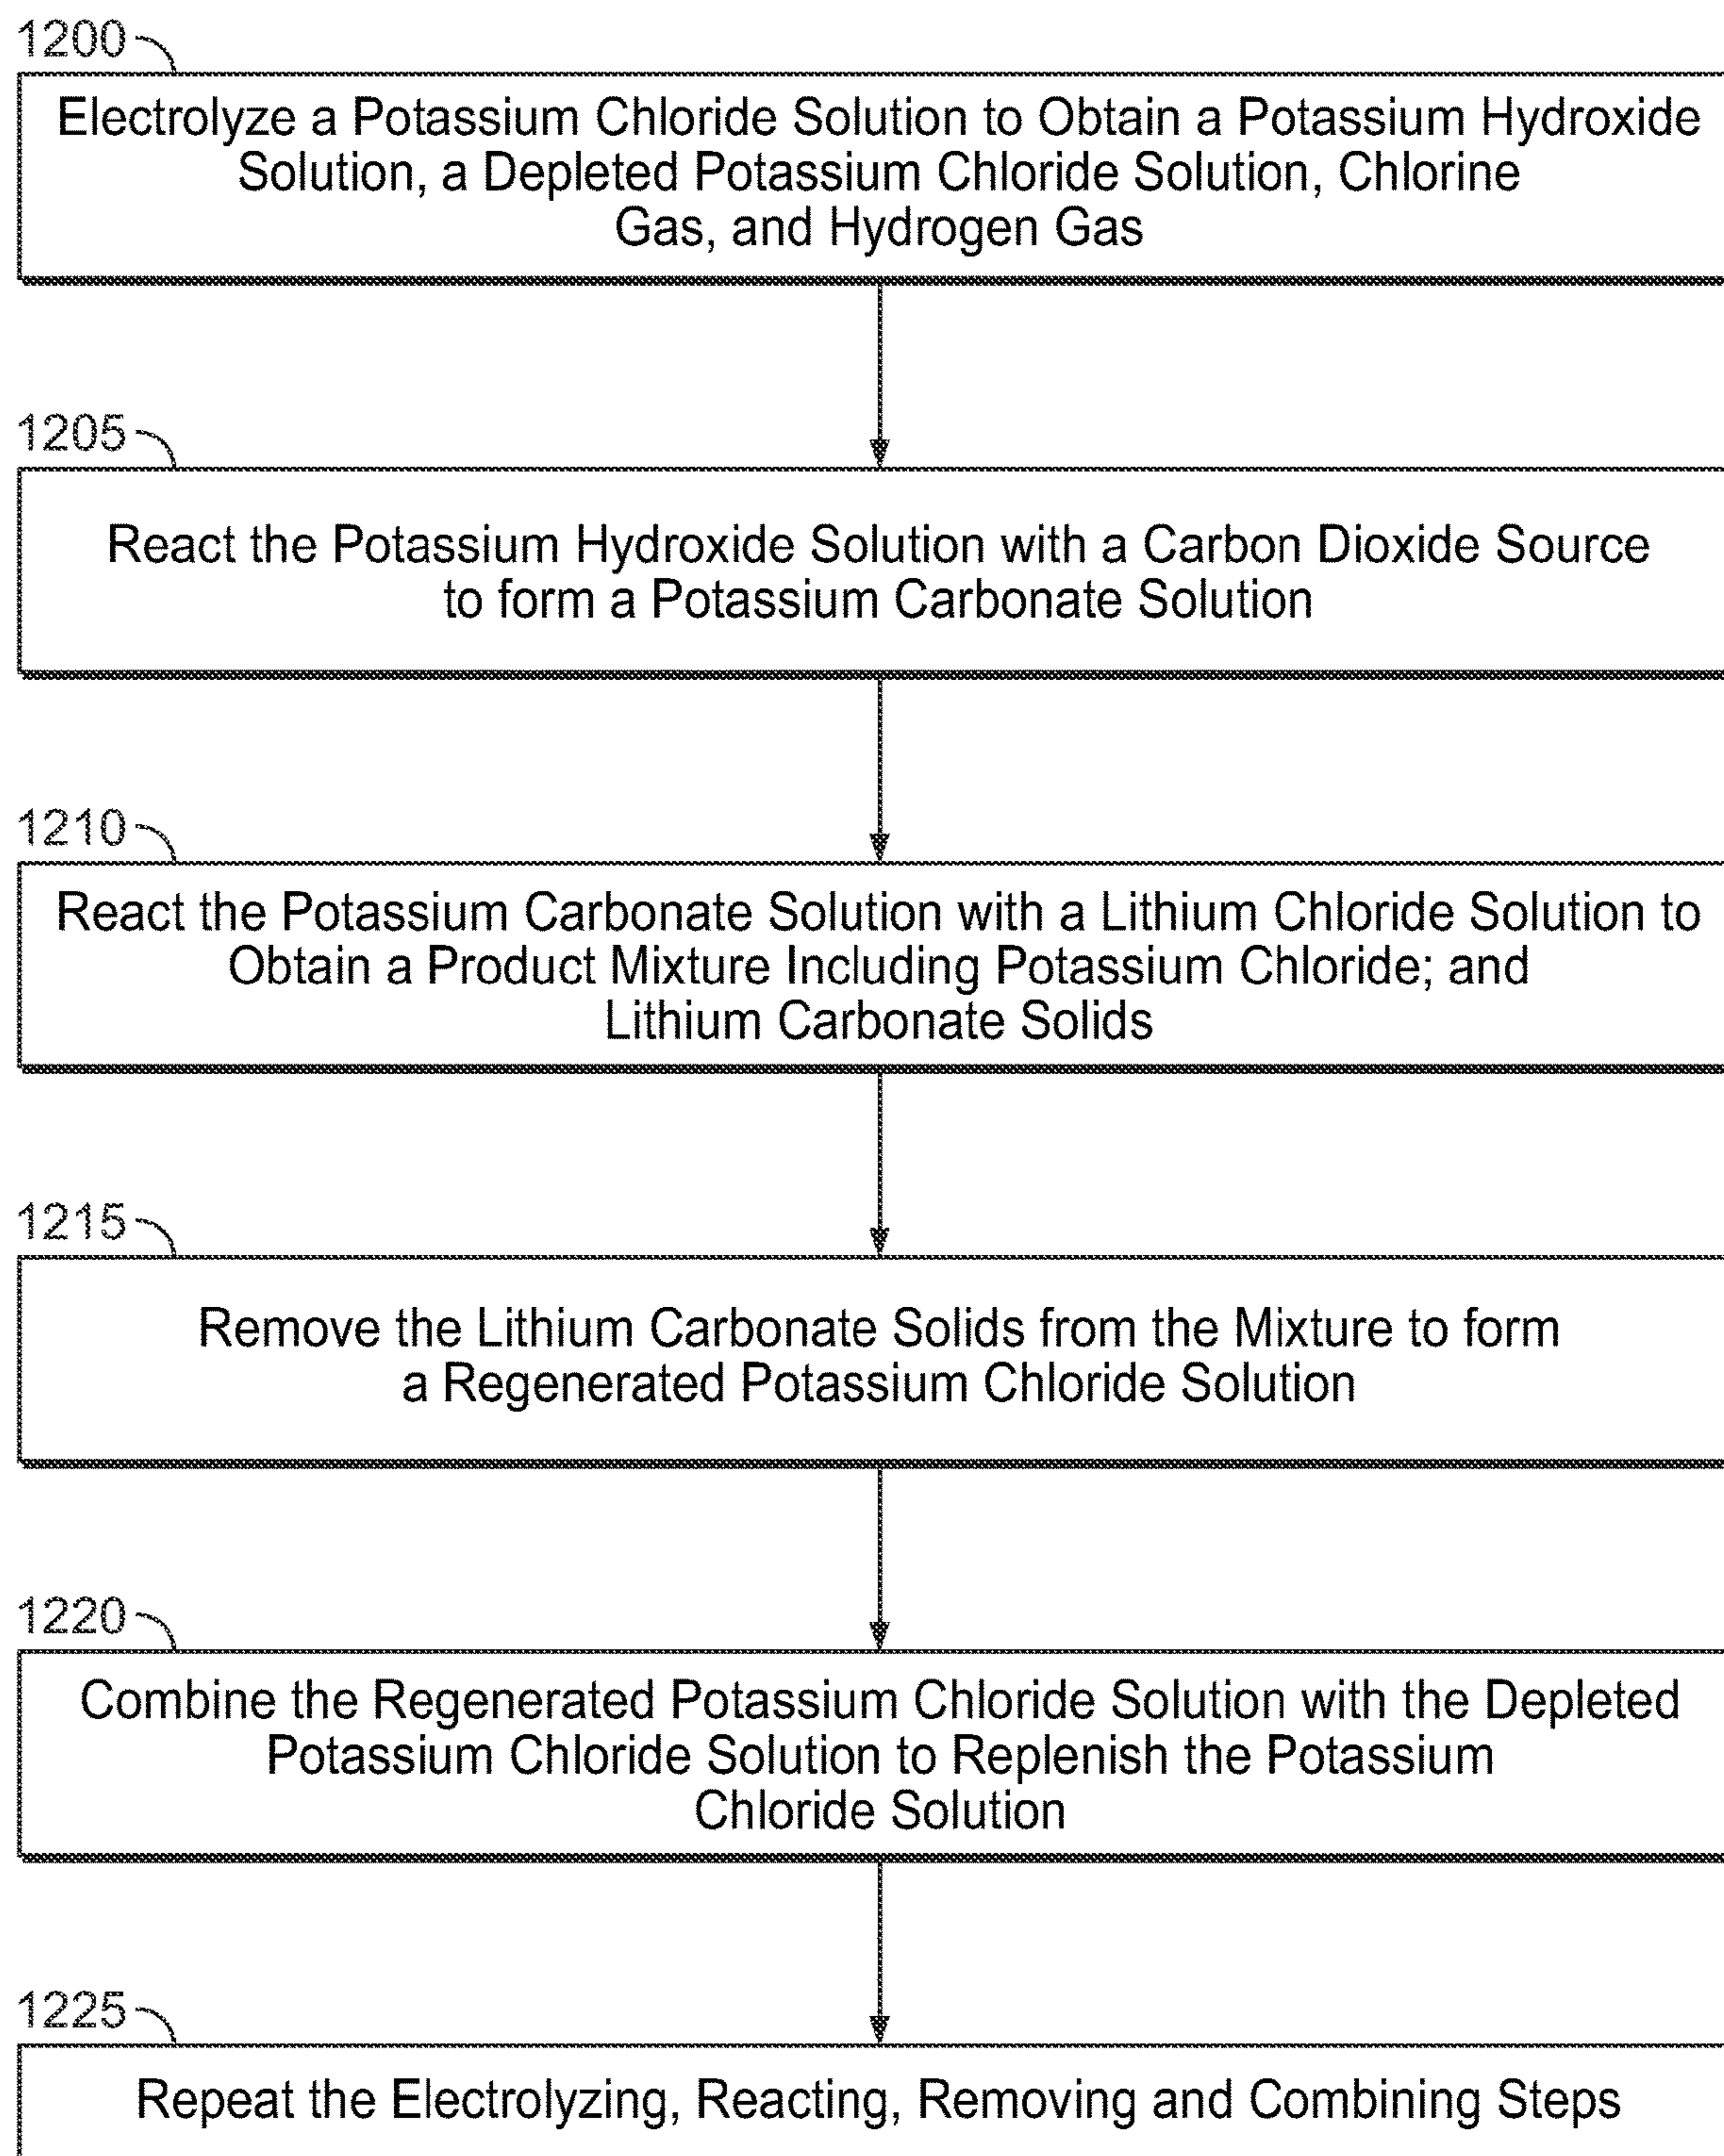 1200
Electrolyze a Potassium Chloride Solution to Obtain a Potassium Hydroxide
Solution, a Depleted Potassium Chloride Solution, Chlorine
Gas, and Hydrogen Gas
1205
React the Potassium Hydroxide Solution with a Carbon Dioxide Source
to form a Potassium Carbonate Solution
1210
React the Potassium Carbonate Solution with a Lithium Chloride Solution to
Obtain a Product Mixture Including Potassium Chloride; and
Lithium Carbonate Solids
1215
Remove the Lithium Carbonate Solids from the Mixture to form
a Regenerated Potassium Chloride Solution
1220
Combine the Regenerated Potassium Chloride Solution with the Depleted
Potassium Chloride Solution to Replenish the Potassium
Chloride Solution
1225
Repeat the Electrolyzing, Reacting, Removing and Combining Steps